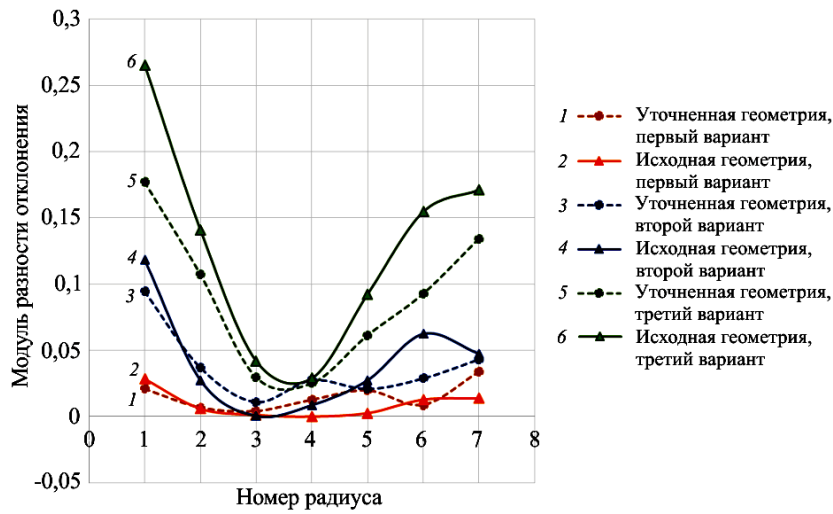 0,3
0,25
0,2
0,15
0,1
0,05
0
-0,05
Модуль разности отклонения
0 1 2 3 4 5 6 7 8
Номер радиуса
6
5
4
3
2
1
1 Уточненная геометрия,
первый вариант
2 Исходная геометрия,
первый вариант
3 Уточненная геометрия,
второй вариант
4 Исходная геометрия,
второй вариант
5 Уточненная геометрия,
третий вариант
6 Исходная геометрия,
третий вариант